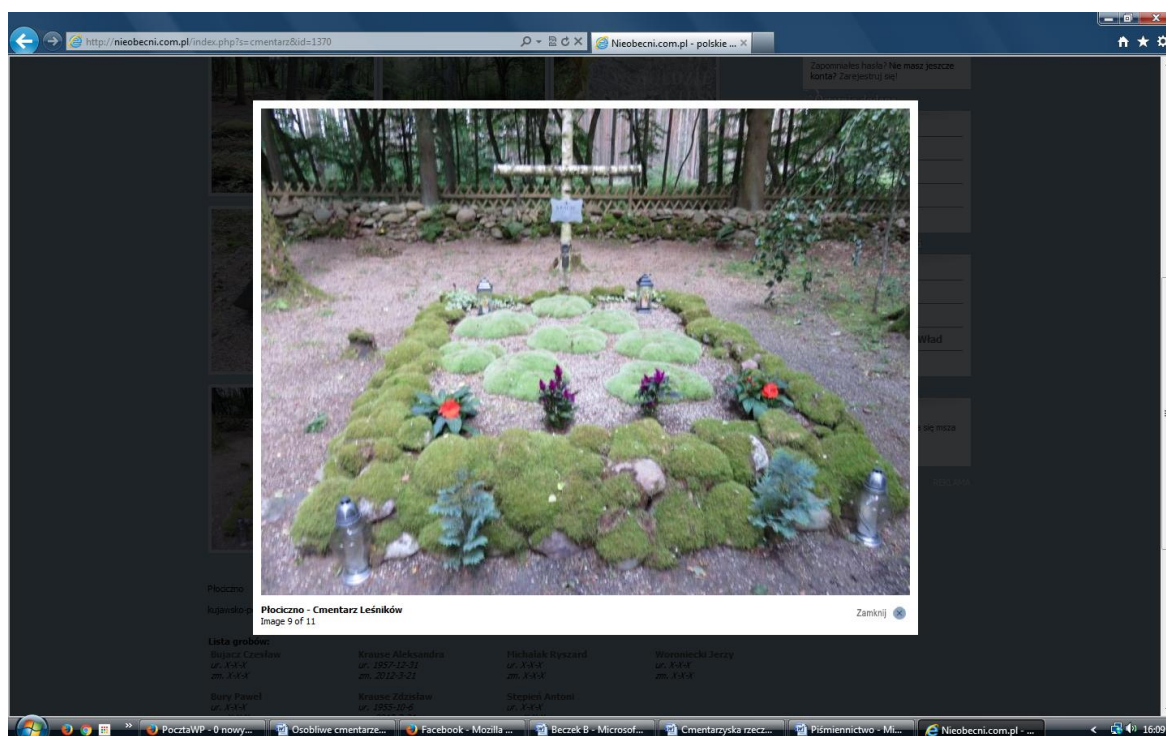 http://nieobecni.com.pl/index.php?s=cmentarz&id=1370
Nieobecni.com.pl - polskie ...
Zapomniałes hasła? Nie masz jeszcze
konta? Zarejestruj się!
Wład
się msza
Płociczno
kujawsko-p
Płociczno - Cmentarz Leśników
Image 9 of 11
Zamknij
Lista grobów:
Bujacz Czesław
ur. X-X-X
zm. X-X-X
Krause Aleksandra
ur. 1957-12-31
zm. 2012-3-21
Michalak Ryszard
ur. X-X-X
zm. X-X-X
Woroniecki Jerzy
ur. X-X-X
zm. X-X-X
Bury Paweł
ur. X-X-X
Krause Zdzisław
ur. 1955-10-6
Stępień Antoni
ur. X-X-X
PocztaWP - 0 nowy...
Osobliwe cmentarze...
Facebook - Mozilla ...
Beczek B - Microsof...
Cmentarzyska rzecz...
Piśmiennictwo - Mi...
Nieobecni.com.pl - ...
16:09